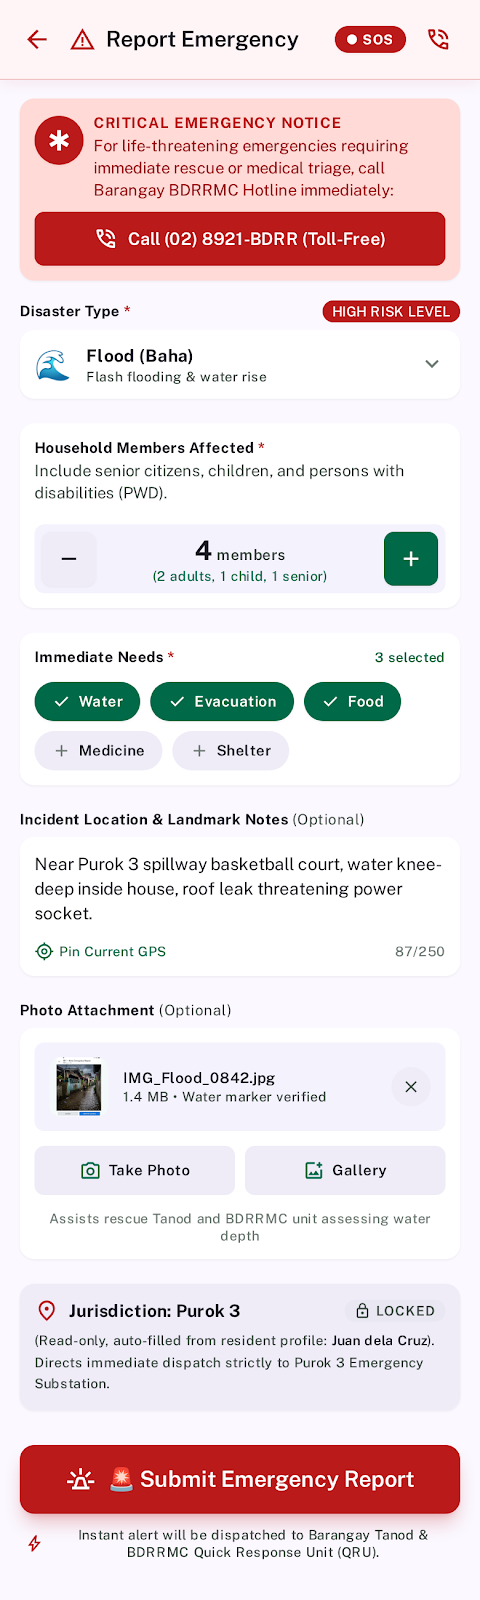 Report Emergency
SOS
CRITICAL EMERGENCY NOTICE
For life-threatening emergencies requiring
immediate rescue or medical triage, call
Barangay BDRRMC Hotline immediately:
Call (02) 8921-BDRR (Toll-Free)
Disaster Type *
HIGH RISK LEVEL
Flood (Baha)
Flash flooding & water rise
Household Members Affected *
Include senior citizens, children, and persons with
disabilities (PWD).
4 members
(2 adults, 1 child, 1 senior)
Immediate Needs *
3 selected
Water
Evacuation
Food
Medicine
Shelter
Incident Location & Landmark Notes (Optional)
Near Purok 3 spillway basketball court, water knee-
deep inside house, roof leak threatening power
socket.
Pin Current GPS
87/250
Photo Attachment (Optional)
IMG_Flood_0842.jpg
1.4 MB • Water marker verified
Take Photo
Gallery
Assists rescue Tanod and BDRRMC unit assessing water
depth
Jurisdiction: Purok 3
LOCKED
(Read-only, auto-filled from resident profile: Juan dela Cruz).
Directs immediate dispatch strictly to Purok 3 Emergency
Substation.
🚨 Submit Emergency Report
Instant alert will be dispatched to Barangay Tanod &
BDRRMC Quick Response Unit (QRU).